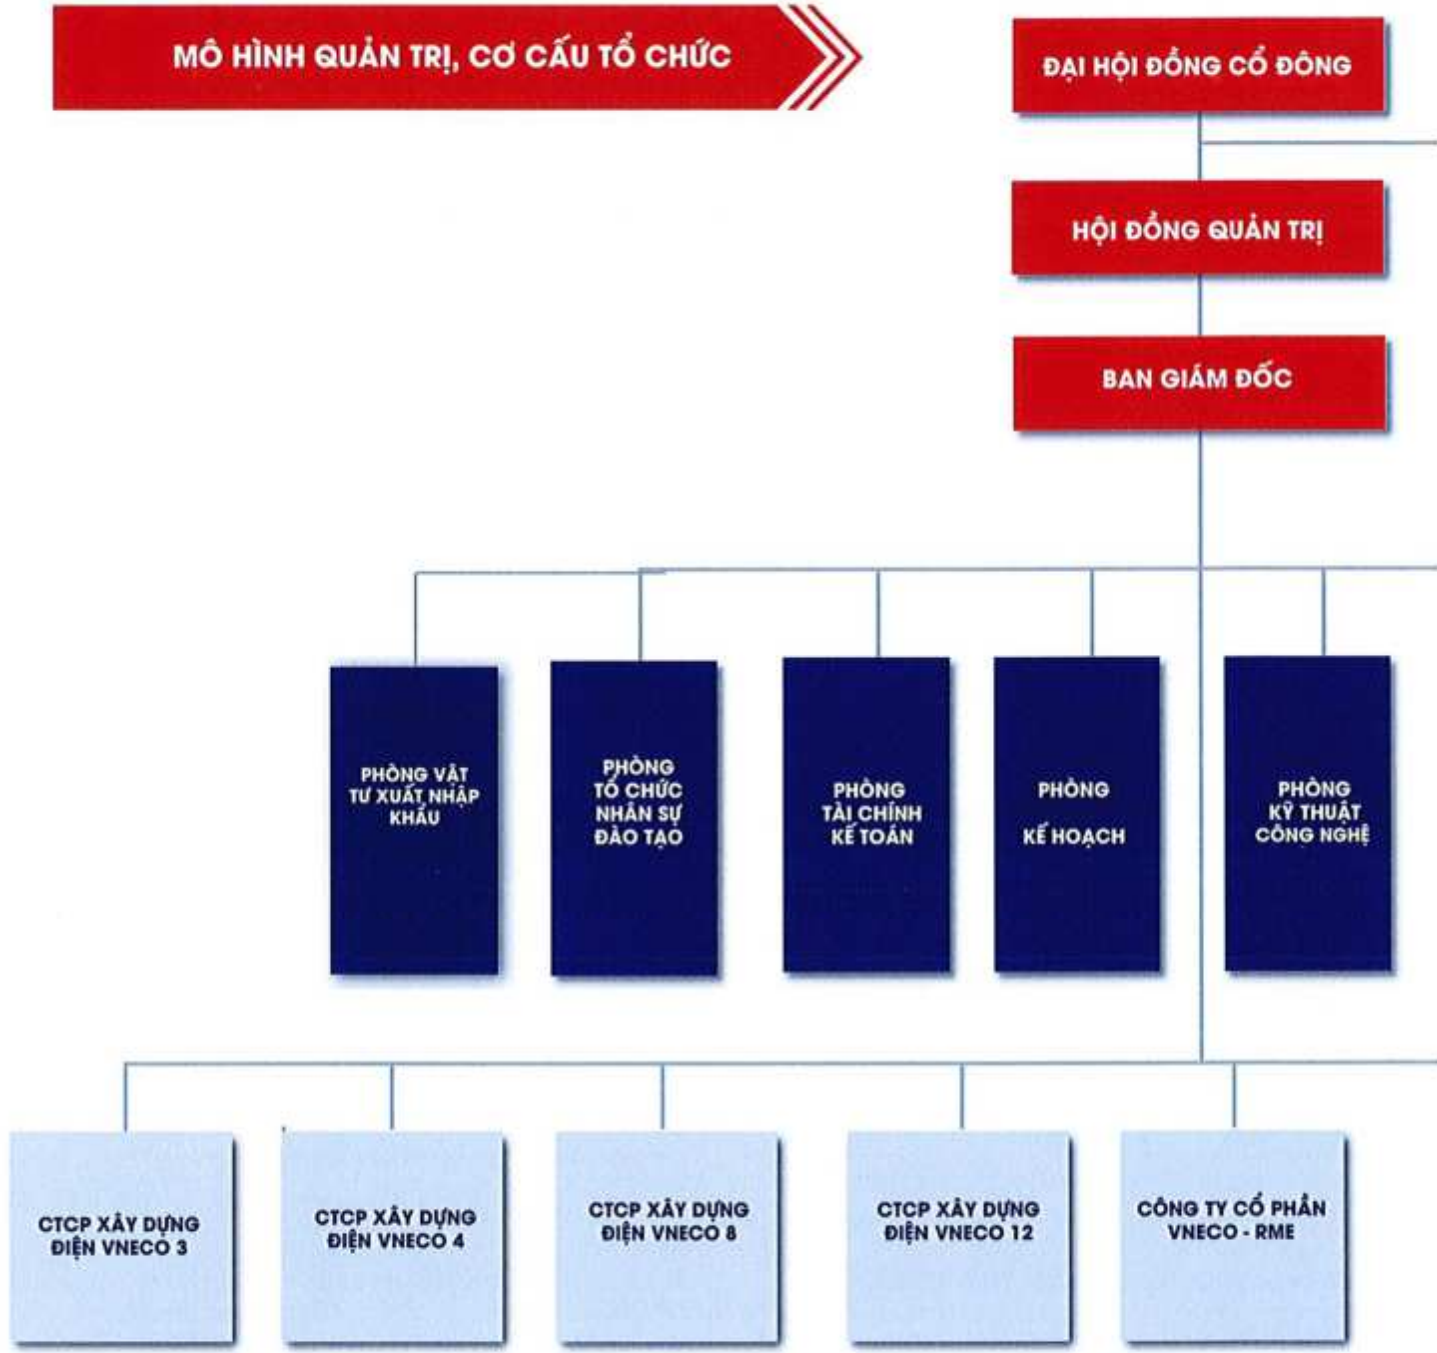 MÔ HÌNH QUẢN TRỊ, CƠ CẤU TỔ CHỨC
ĐẠI HỘI ĐỒNG CỔ ĐÔNG
HỘI ĐỒNG QUẢN TRỊ
BAN GIÁM ĐỐC
PHÒNG VẬT
TƯ XUẤT NHẬP
KHẨU
PHÒNG
TỔ CHỨC
NHÂN SỰ
ĐÀO TẠO
PHÒNG
TÀI CHÍNH
KẾ TOÁN
PHÒNG
KẾ HOẠCH
PHÒNG
KỸ THUẬT
CÔNG NGHỆ
CTCP XÂY DỰNG
ĐIỆN VNECO 3
CTCP XÂY DỰNG
ĐIỆN VNECO 4
CTCP XÂY DỰNG
ĐIỆN VNECO 8
CTCP XÂY DỰNG
ĐIỆN VNECO 12
CÔNG TY CỔ PHẦN
VNECO - RME